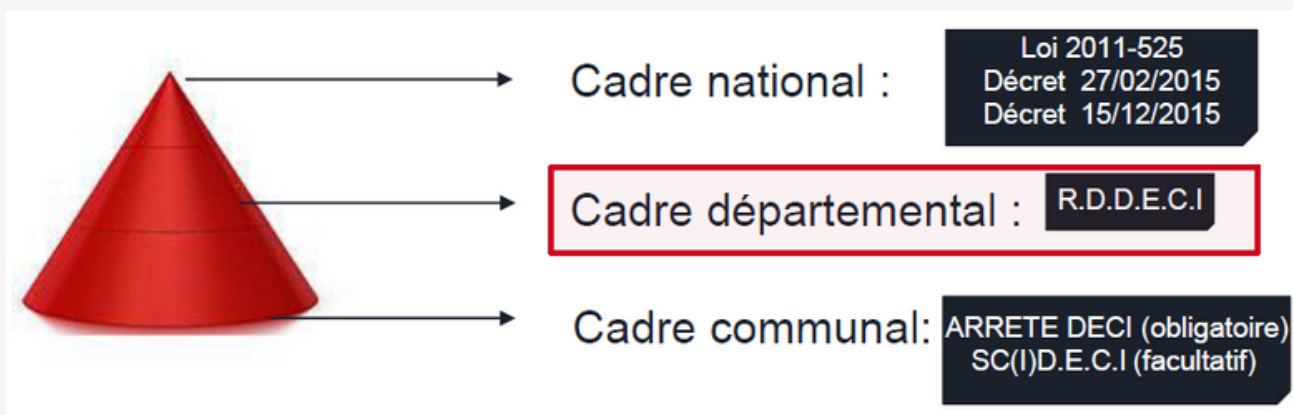 Cadre national :
Loi 2011-525
Décret 27/02/2015
Décret 15/12/2015
Cadre départemental :
R.D.D.E.C.I
Cadre communal:
ARRETE DECI (obligatoire)
SC(I)D.E.C.I (facultatif)